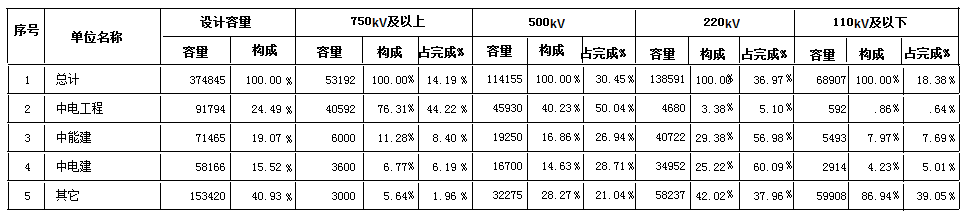 序号 单位名称 设计容量 750kV及以上 500kV 220kV 110kV及以下
容量 构成 容量 构成 占完成% 容量 构成 占完成% 容量 构成 占完成% 容量 构成 占完成%
1 总计 374845 100.00% 53192 100.00% 14.19% 114155 100.00% 30.45% 138591 100.00% 36.97% 68907 100.00% 18.38%
2 中电工程 91794 24.49% 40592 76.31% 44.22% 45930 40.23% 50.04% 4680 3.38% 5.10% 592 .86% .64%
3 中能建 71465 19.07% 6000 11.28% 8.40% 19250 16.86% 26.94% 40722 29.38% 56.98% 5493 7.97% 7.69%
4 中电建 58166 15.52% 3600 6.77% 6.19% 16700 14.63% 28.71% 34952 25.22% 60.09% 2914 4.23% 5.01%
5 其它 153420 40.93% 3000 5.64% 1.96% 32275 28.27% 21.04% 58237 42.02% 37.96% 59908 86.94% 39.05%